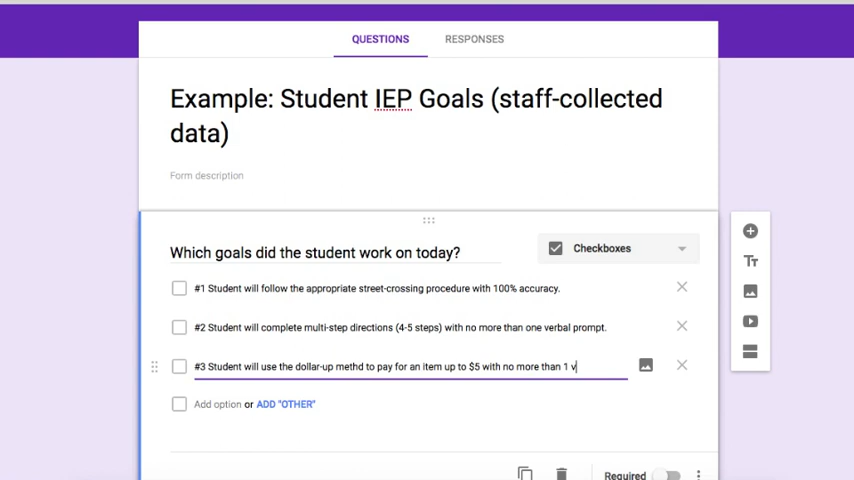 QUESTIONS RESPONSES
Example: Student IEP Goals (staff-collected
data)
Form description
Which goals did the student work on today?
Checkboxes
#1 Student will follow the appropriate street-crossing procedure with 100% accuracy.
#2 Student will complete multi-step directions (4-5 steps) with no more than one verbal prompt.
#3 Student will use the dollar-up methd to pay for an item up to $5 with no more than 1 v
Add option or ADD "OTHER"
Required
TT